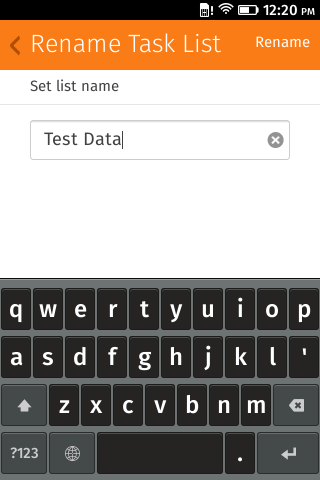 12:20 PM
Rename Task List
Rename
Set list name
Test Data
q w e r t y u i o p
a s d f g h j k l '
z x c v b n m
?123 .